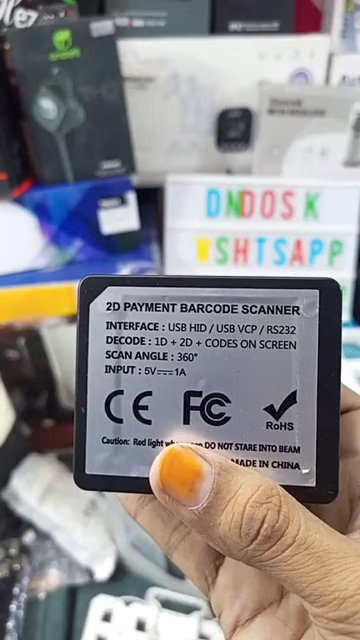 DNDOSK
WSHTSAPP
2D PAYMENT BARCODE SCANNER
INTERFACE : USB HID / USB VCP / RS232
DECODE : 1D + 2D + CODES ON SCREEN
SCAN ANGLE : 360°
INPUT : 5V⎓1A
CE FC RoHS
Caution: Red light DO NOT STARE INTO BEAM
MADE IN CHINA